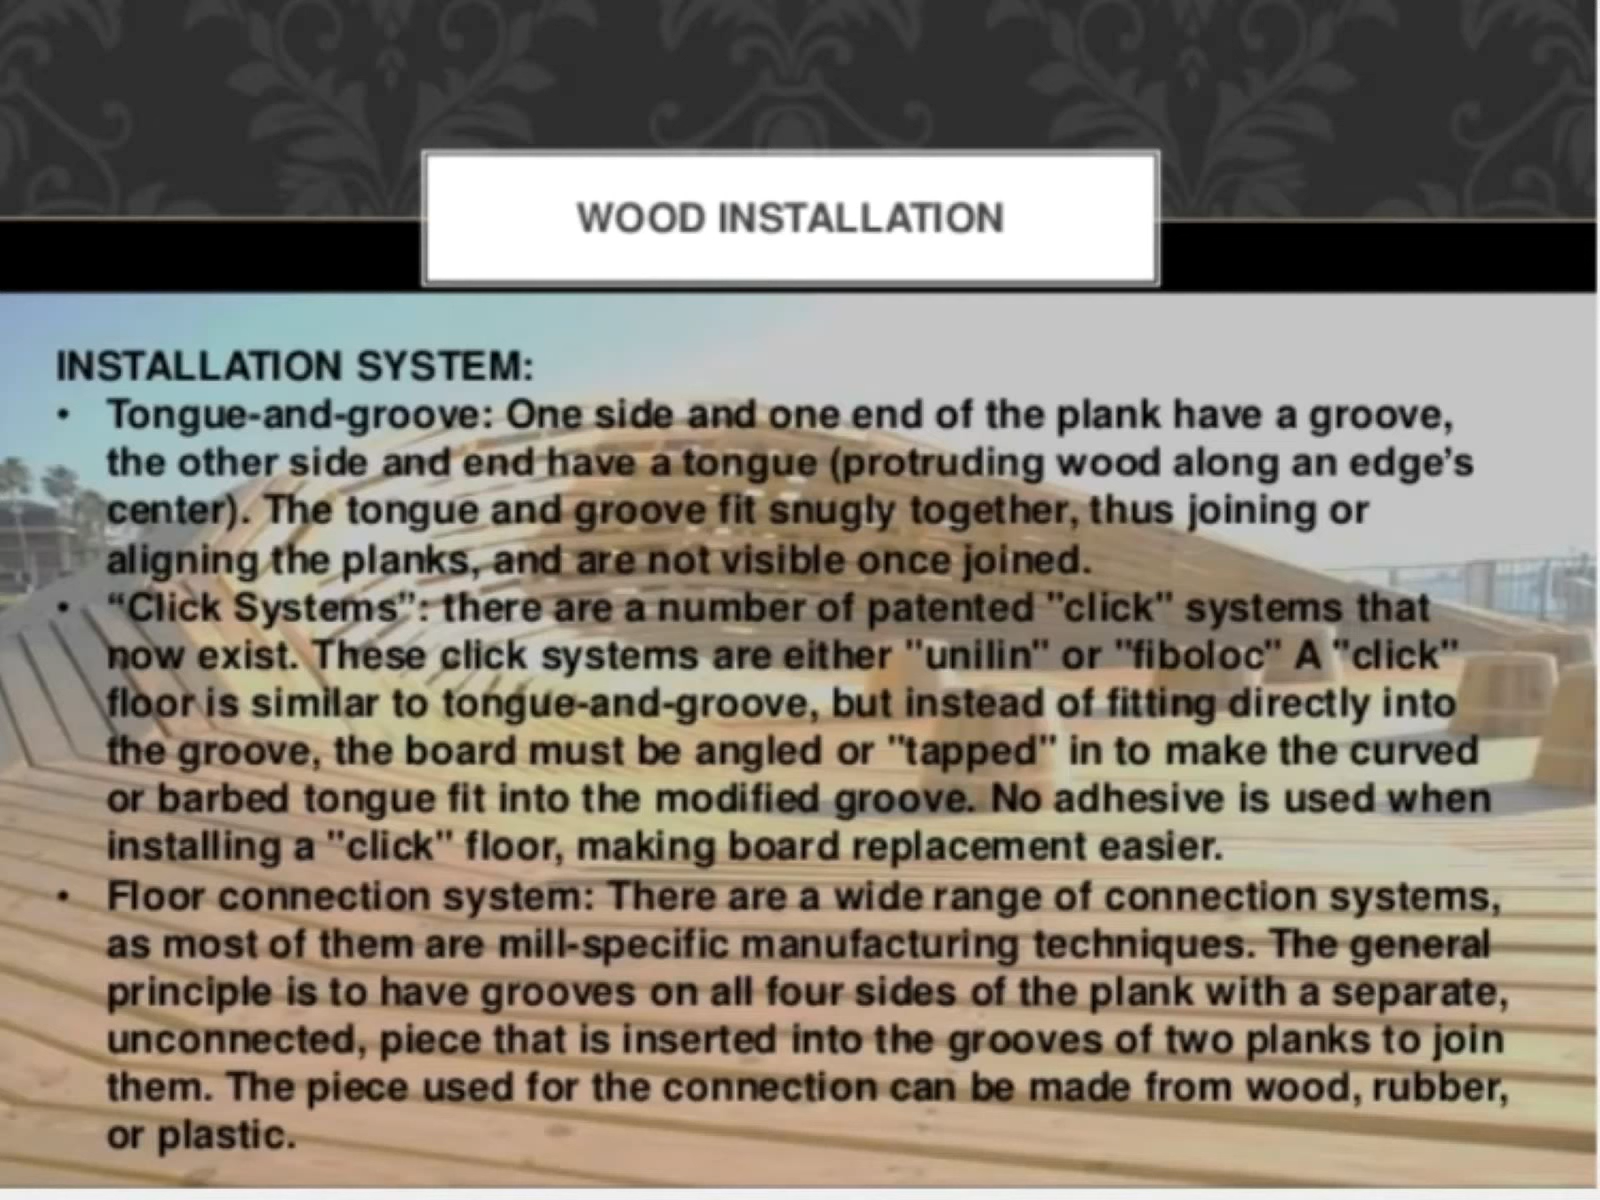 WOOD INSTALLATION
INSTALLATION SYSTEM:
• Tongue-and-groove: One side and one end of the plank have a groove,
the other side and end have a tongue (protruding wood along an edge’s
center). The tongue and groove fit snugly together, thus joining or
aligning the planks, and are not visible once joined.
• “Click Systems”: there are a number of patented "click" systems that
now exist. These click systems are either "unilin" or "fiboloc" A "click"
floor is similar to tongue-and-groove, but instead of fitting directly into
the groove, the board must be angled or "tapped" in to make the curved
or barbed tongue fit into the modified groove. No adhesive is used when
installing a "click" floor, making board replacement easier.
• Floor connection system: There are a wide range of connection systems,
as most of them are mill-specific manufacturing techniques. The general
principle is to have grooves on all four sides of the plank with a separate,
unconnected, piece that is inserted into the grooves of two planks to join
them. The piece used for the connection can be made from wood, rubber,
or plastic.